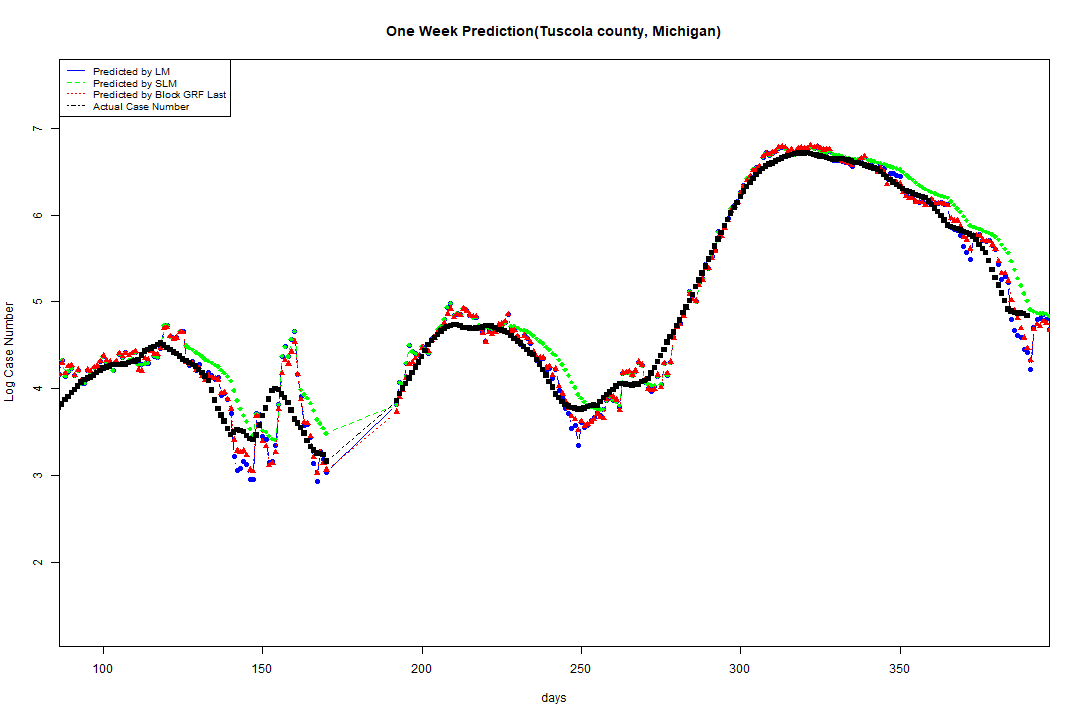 One Week Prediction(Tuscola county, Michigan)
Predicted by LM
Predicted by SLM
Predicted by Block GRF Last
Actual Case Number
Log Case Number
7
6
5
4
3
2
100 150 200 250 300 350
days